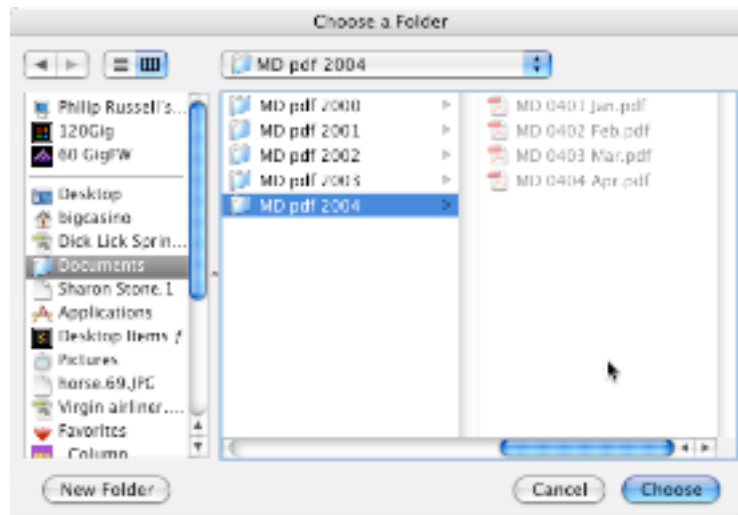 Choose a Folder
MD pdf 2004
Philip Russell's...
120Gig
60 GigFW
Desktop
bigcasino
Dick Lick Sprin...
Documents
Sharon Stone.1
Applications
Desktop Items ƒ
Pictures
horse.69.JPG
Virgin airliner....
Favorites
_Column
MD pdf 2000
MD pdf 2001
MD pdf 2002
MD pdf 2003
MD pdf 2004
MD 0401 Jan.pdf
MD 0402 Feb.pdf
MD 0403 Mar.pdf
MD 0404 Apr.pdf
New Folder
Cancel
Choose